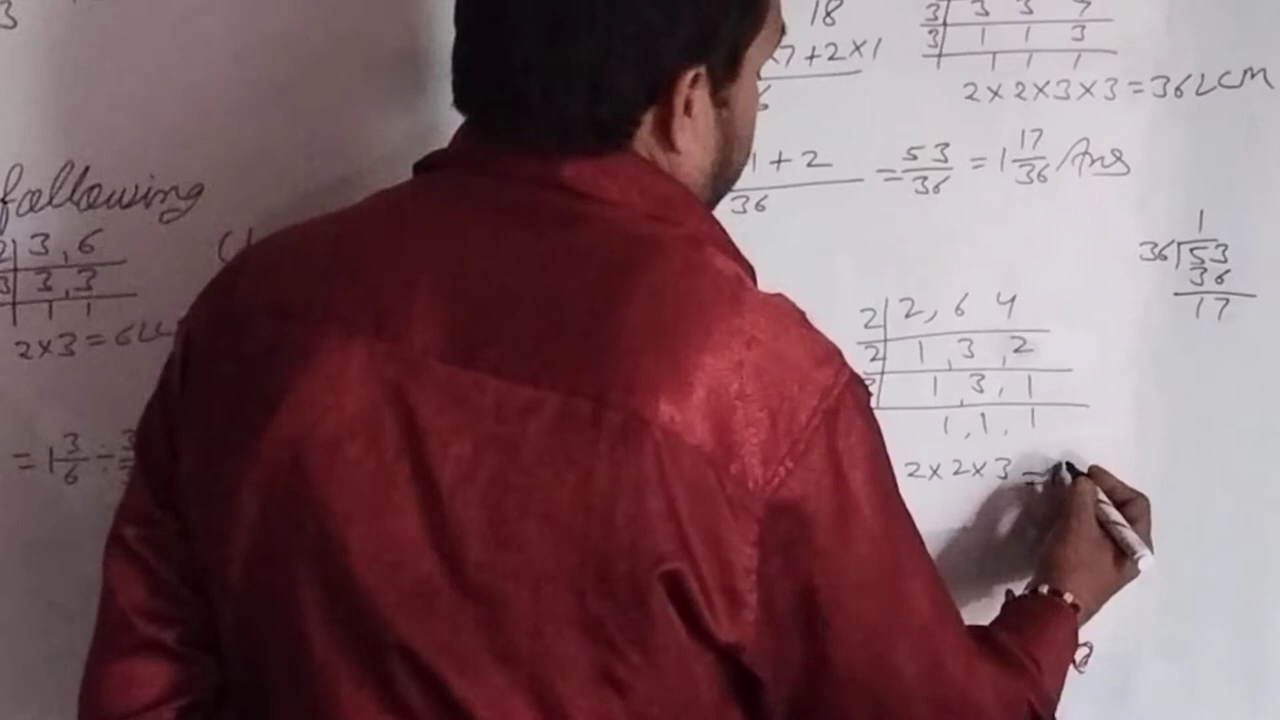 3
following
2|3,6
3|3,3
1 1
2×3=6L
=1 3/6 ÷ 3
18
×7+2×1
3|3 3 9
3|1 1 3
1 1 1
2×2×3×3=36LCM
1+2
36
=53/36 =1 17/36 Ans
1
36)53
36
17
2|2,6 4
2|1,3,2
1,3,1
1,1,1
2×2×3=